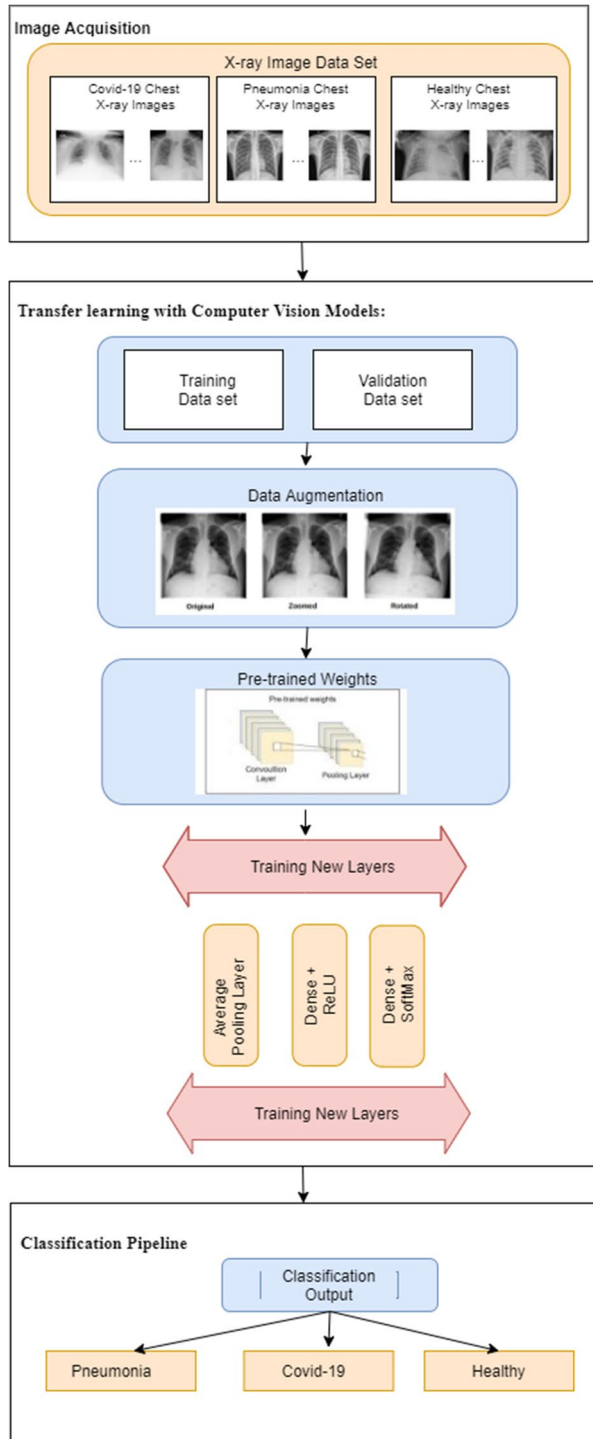 Image Acquisition
X-ray Image Data Set
Covid-19 Chest
X-ray Images
Pneumonia Chest
X-ray Images
Healthy Chest
X-ray Images
...
...
...
Transfer learning with Computer Vision Models:
Training
Data set
Validation
Data set
Data Augmentation
Original
Zoomed
Rotated
Pre-trained Weights
Pre-trained weights
Convoultion
Layer
Pooling Layer
Training New Layers
Average
Pooling Layer
Dense +
ReLU
Dense +
SoftMax
Training New Layers
Classification Pipeline
Classification
Output
Pneumonia
Covid-19
Healthy